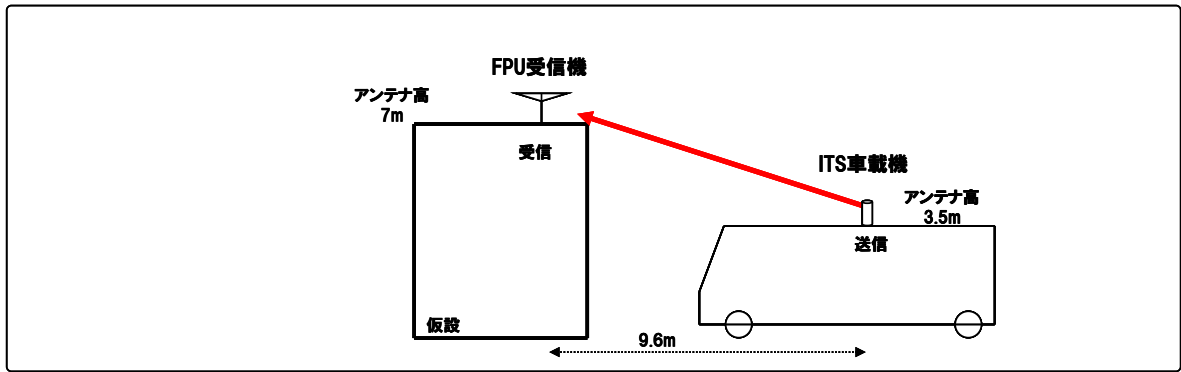 FPU受信機
アンテナ高
7m
受信
ITS車載機
アンテナ高
3.5m
送信
仮設
9.6m